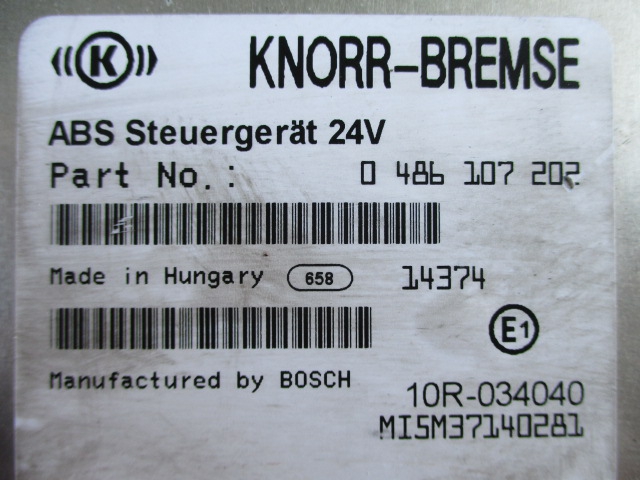 ((K)) KNORR-BREMSE
ABS Steuergerät 24V
Part No.: 0 486 107 202
Made in Hungary 658 14374
E1
Manufactured by BOSCH 10R-034040
MI5M37140281